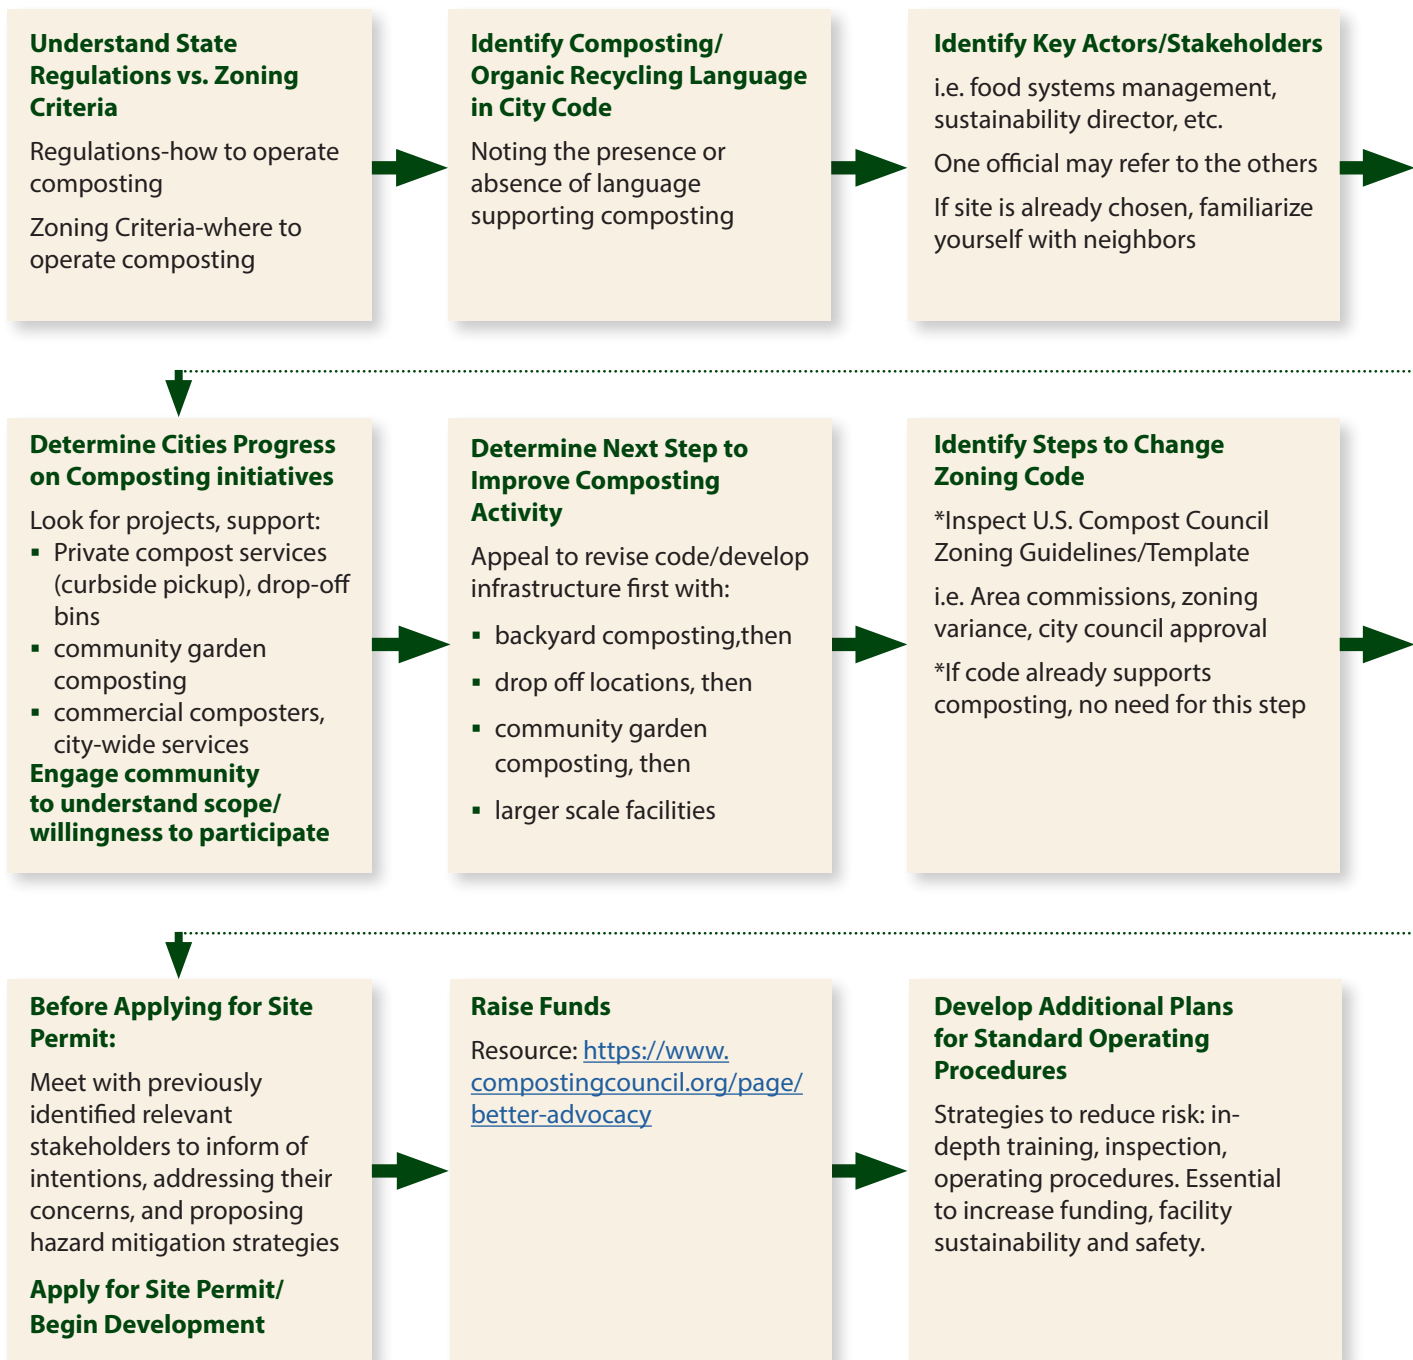 Understand State
Regulations vs. Zoning
Criteria
Regulations-how to operate
composting
Zoning Criteria-where to
operate composting
Identify Composting/
Organic Recycling Language
in City Code
Noting the presence or
absence of language
supporting composting
Identify Key Actors/Stakeholders
i.e. food systems management,
sustainability director, etc.
One official may refer to the others
If site is already chosen, familiarize
yourself with neighbors
Determine Cities Progress
on Composting initiatives
Look for projects, support:
▪ Private compost services
(curbside pickup), drop-off
bins
▪ community garden
composting
▪ commercial composters,
city-wide services
Engage community
to understand scope/
willingness to participate
Determine Next Step to
Improve Composting
Activity
Appeal to revise code/develop
infrastructure first with:
▪ backyard composting,then
▪ drop off locations, then
▪ community garden
composting, then
▪ larger scale facilities
Identify Steps to Change
Zoning Code
*Inspect U.S. Compost Council
Zoning Guidelines/Template
i.e. Area commissions, zoning
variance, city council approval
*If code already supports
composting, no need for this step
Before Applying for Site
Permit:
Meet with previously
identified relevant
stakeholders to inform of
intentions, addressing their
concerns, and proposing
hazard mitigation strategies
Apply for Site Permit/
Begin Development
Raise Funds
Resource: https://www.
compostingcouncil.org/page/
better-advocacy
Develop Additional Plans
for Standard Operating
Procedures
Strategies to reduce risk: in-
depth training, inspection,
operating procedures. Essential
to increase funding, facility
sustainability and safety.